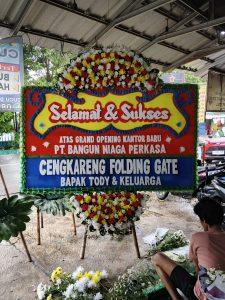 Selamat & Sukses
ATAS GRAND OPENING KANTOR BARU
PT. BANGUN NIAGA PERKASA
CENGKARENG FOLDING GATE
BAPAK TODY & KELUARGA